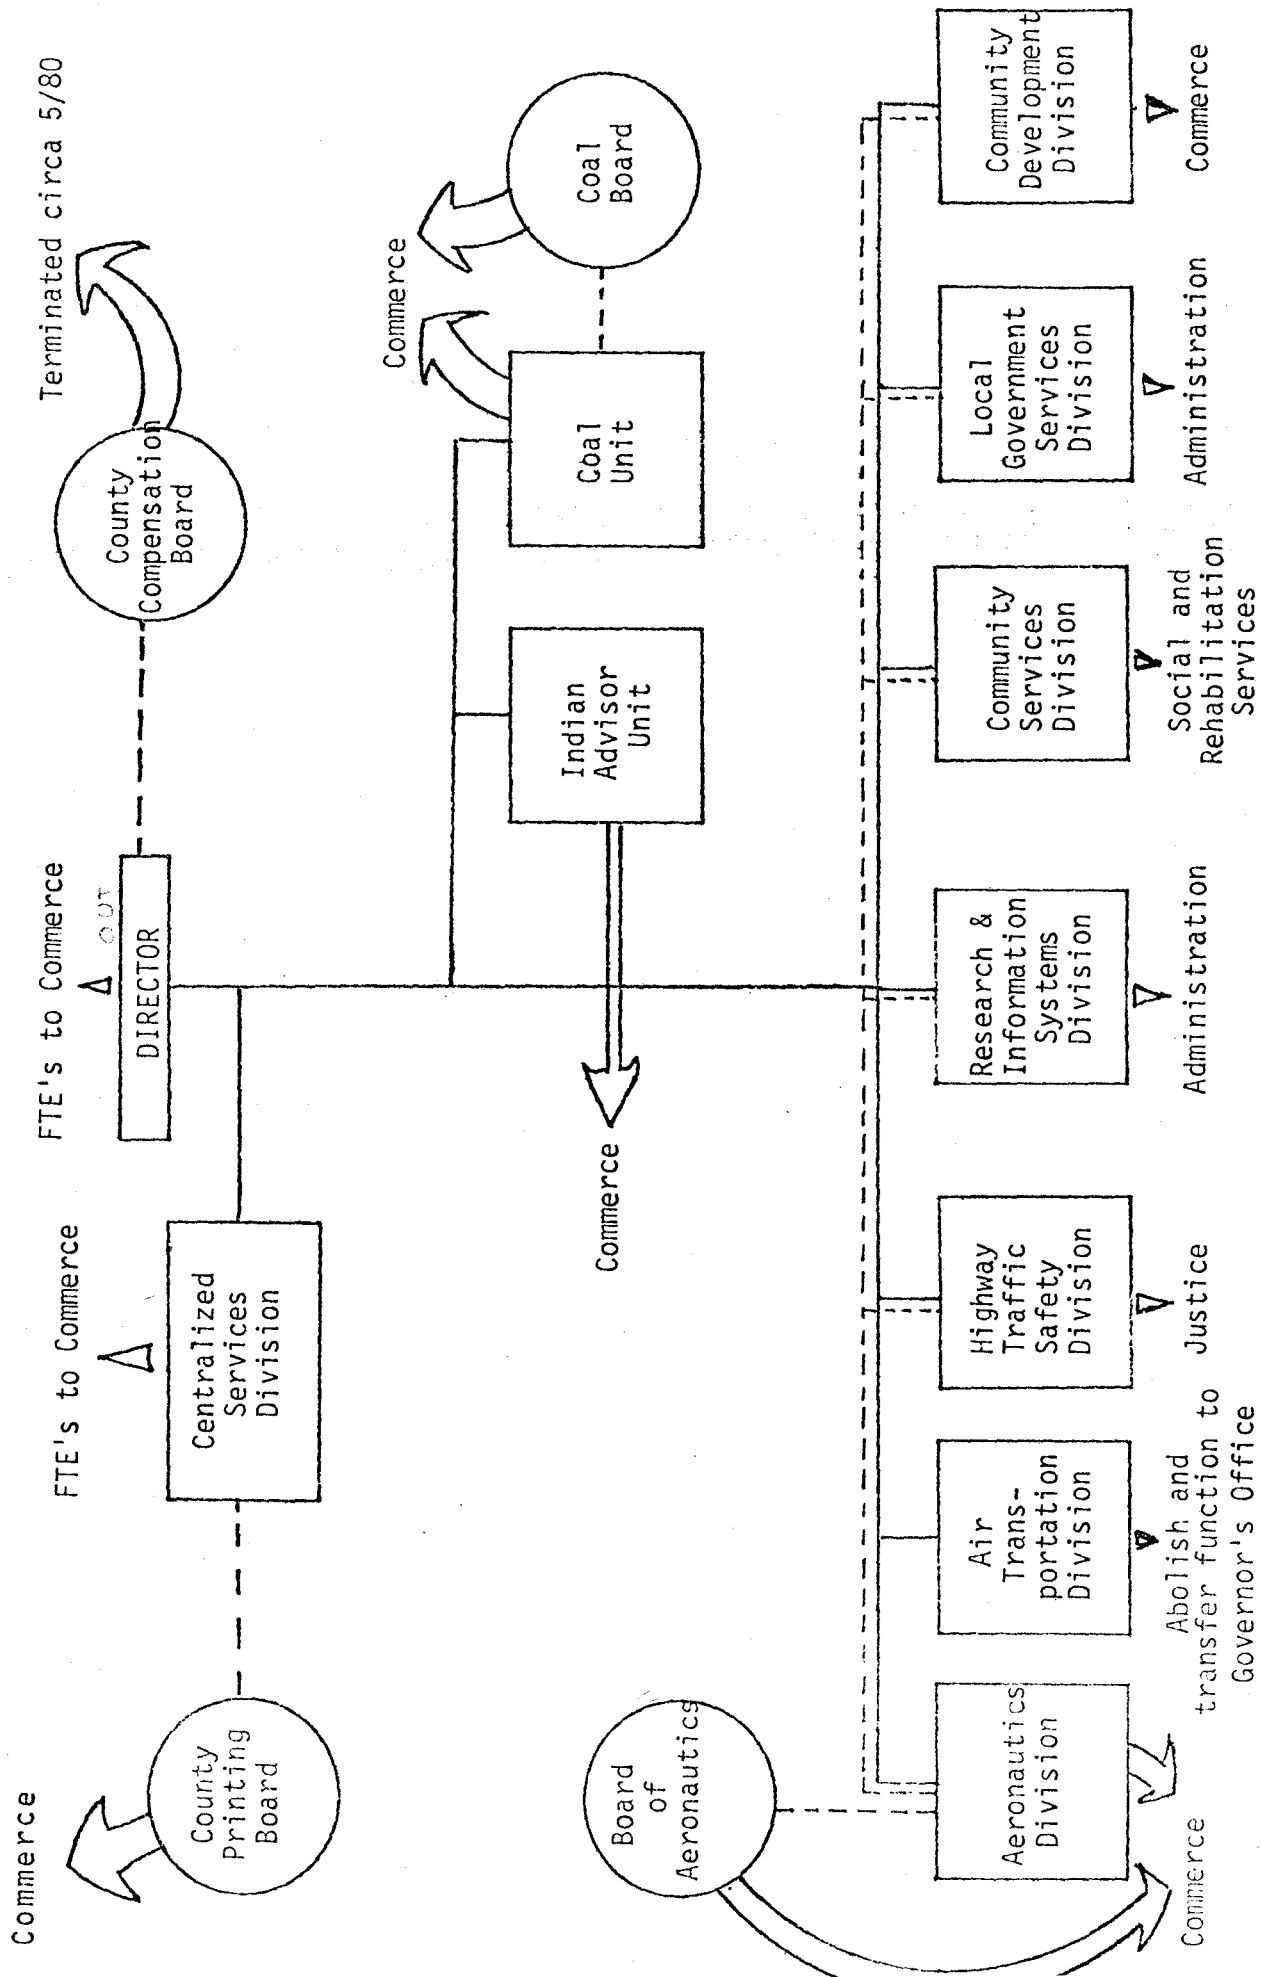 Commerce
County
Printing
Board
FTE's to Commerce
Centralized
Services
Division
FTE's to Commerce
OUT
DIRECTOR
Terminated circa 5/80
County
Compensation
Board
Commerce
Indian
Advisor
Unit
Commerce
Coal
Unit
Coal
Board
Board
of
Aeronautics
Aeronautics
Division
Commerce
Air
Trans-
portation
Division
Abolish and
transfer function to
Governor's Office
Highway
Traffic
Safety
Division
Justice
Research &
Information
Systems
Division
Administration
Community
Services
Division
Social and
Rehabilitation
Services
Local
Government
Services
Division
Administration
Community
Development
Division
Commerce